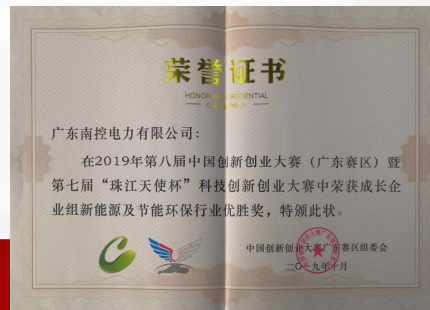 荣誉证书
HONORARY CREDENTIAL
广东南控电力有限公司:
在2019年第八届中国创新创业大赛（广东赛区）暨
第七届“珠江天使杯”科技创新创业大赛中荣获成长企
业组新能源及节能环保行业优胜奖，特颁此状。
中国创新创业大赛广东赛区组委会
二〇一九年十月